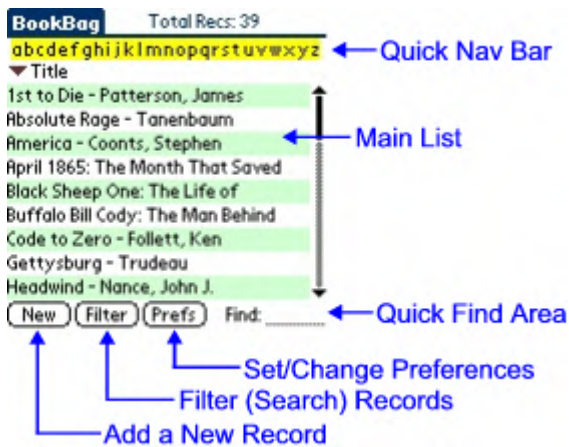 BookBag Total Recs: 39
abcdefghijklmnopqrstuvwxyz Quick Nav Bar
Title
1st to Die - Patterson, James
Absolute Rage - Tanenbaum
America - Coonts, Stephen Main List
April 1865: The Month That Saved
Black Sheep One: The Life of
Buffalo Bill Cody: The Man Behind
Code to Zero - Follett, Ken
Gettysburg - Trudeau
Headwind - Nance, John J.
New Filter Prefs Find: Quick Find Area
Set/Change Preferences
Filter (Search) Records
Add a New Record